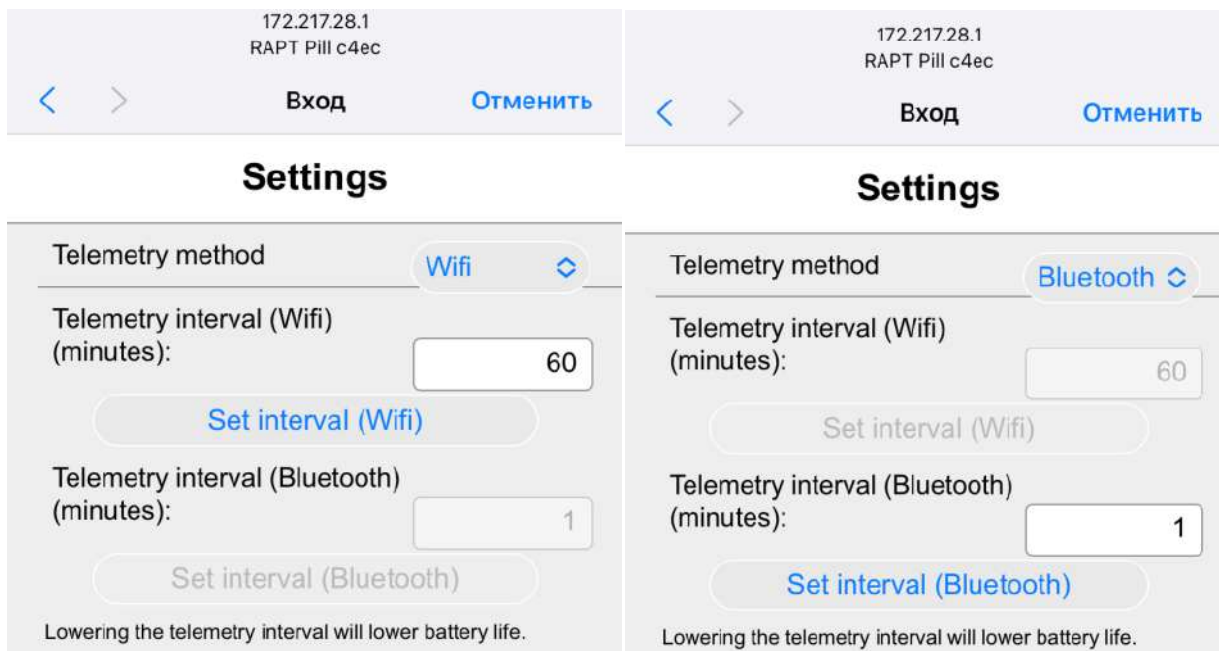 172.217.28.1
RAPT Pill c4ec
Вход
Отменить
Settings
Telemetry method
Wifi
Telemetry interval (Wifi)
(minutes):
60
Set interval (Wifi)
Telemetry interval (Bluetooth)
(minutes):
1
Set interval (Bluetooth)
Lowering the telemetry interval will lower battery life.
172.217.28.1
RAPT Pill c4ec
Вход
Отменить
Settings
Telemetry method
Bluetooth
Telemetry interval (Wifi)
(minutes):
60
Set interval (Wifi)
Telemetry interval (Bluetooth)
(minutes):
1
Set interval (Bluetooth)
Lowering the telemetry interval will lower battery life.